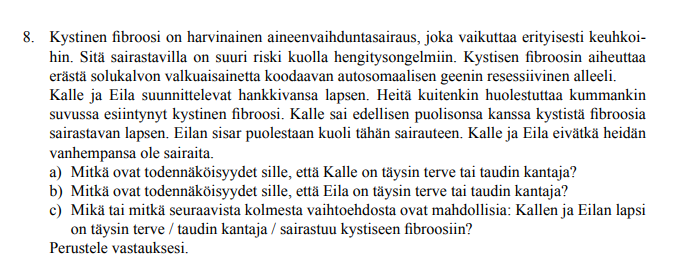 8. Kystinen fibroosi on harvinainen aineenvaihduntasairaus, joka vaikuttaa erityisesti keuhkoi-
hin. Sitä sairastavilla on suuri riski kuolla hengitysongelmiin. Kystisen fibroosin aiheuttaa
erästä solukalvon valkuaisainetta koodaavan autosomaalisen geenin resessiivinen alleeli.
Kalle ja Eila suunnittelevat hankkivansa lapsen. Heitä kuitenkin huolestuttaa kummankin
suvussa esiintynyt kystinen fibroosi. Kalle sai edellisen puolisonsa kanssa kystistä fibroosia
sairastavan lapsen. Eilan sisar puolestaan kuoli tähän sairauteen. Kalle ja Eila eivätkä heidän
vanhempansa ole sairaita.
a) Mitkä ovat todennäköisyydet sille, että Kalle on täysin terve tai taudin kantaja?
b) Mitkä ovat todennäköisyydet sille, että Eila on täysin terve tai taudin kantaja?
c) Mikä tai mitkä seuraavista kolmesta vaihtoehdosta ovat mahdollisia: Kallen ja Eilan lapsi
on täysin terve / taudin kantaja / sairastuu kystiseen fibroosiin?
Perustele vastauksesi.